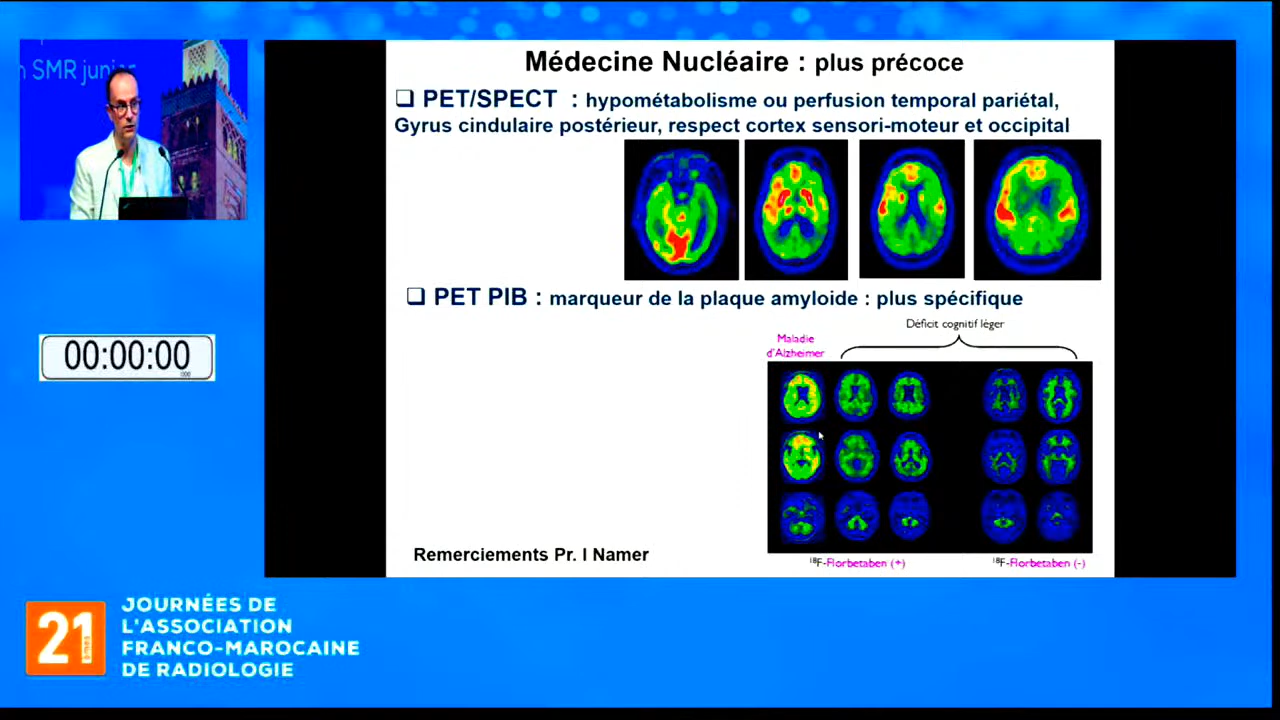 n SMR junior
Médecine Nucléaire : plus précoce
❑ PET/SPECT : hypométabolisme ou perfusion temporal pariétal,
Gyrus cindulaire postérieur, respect cortex sensori-moteur et occipital
❑ PET PIB : marqueur de la plaque amyloide : plus spécifique
Déficit cognitif léger
Maladie
d'Alzheimer
00:00:00
Remerciements Pr. I Namer
18F-Florbetaben (+)
18F-Florbetaben (-)
21
èmes
JOURNÉES DE
L'ASSOCIATION
FRANCO-MAROCAINE
DE RADIOLOGIE